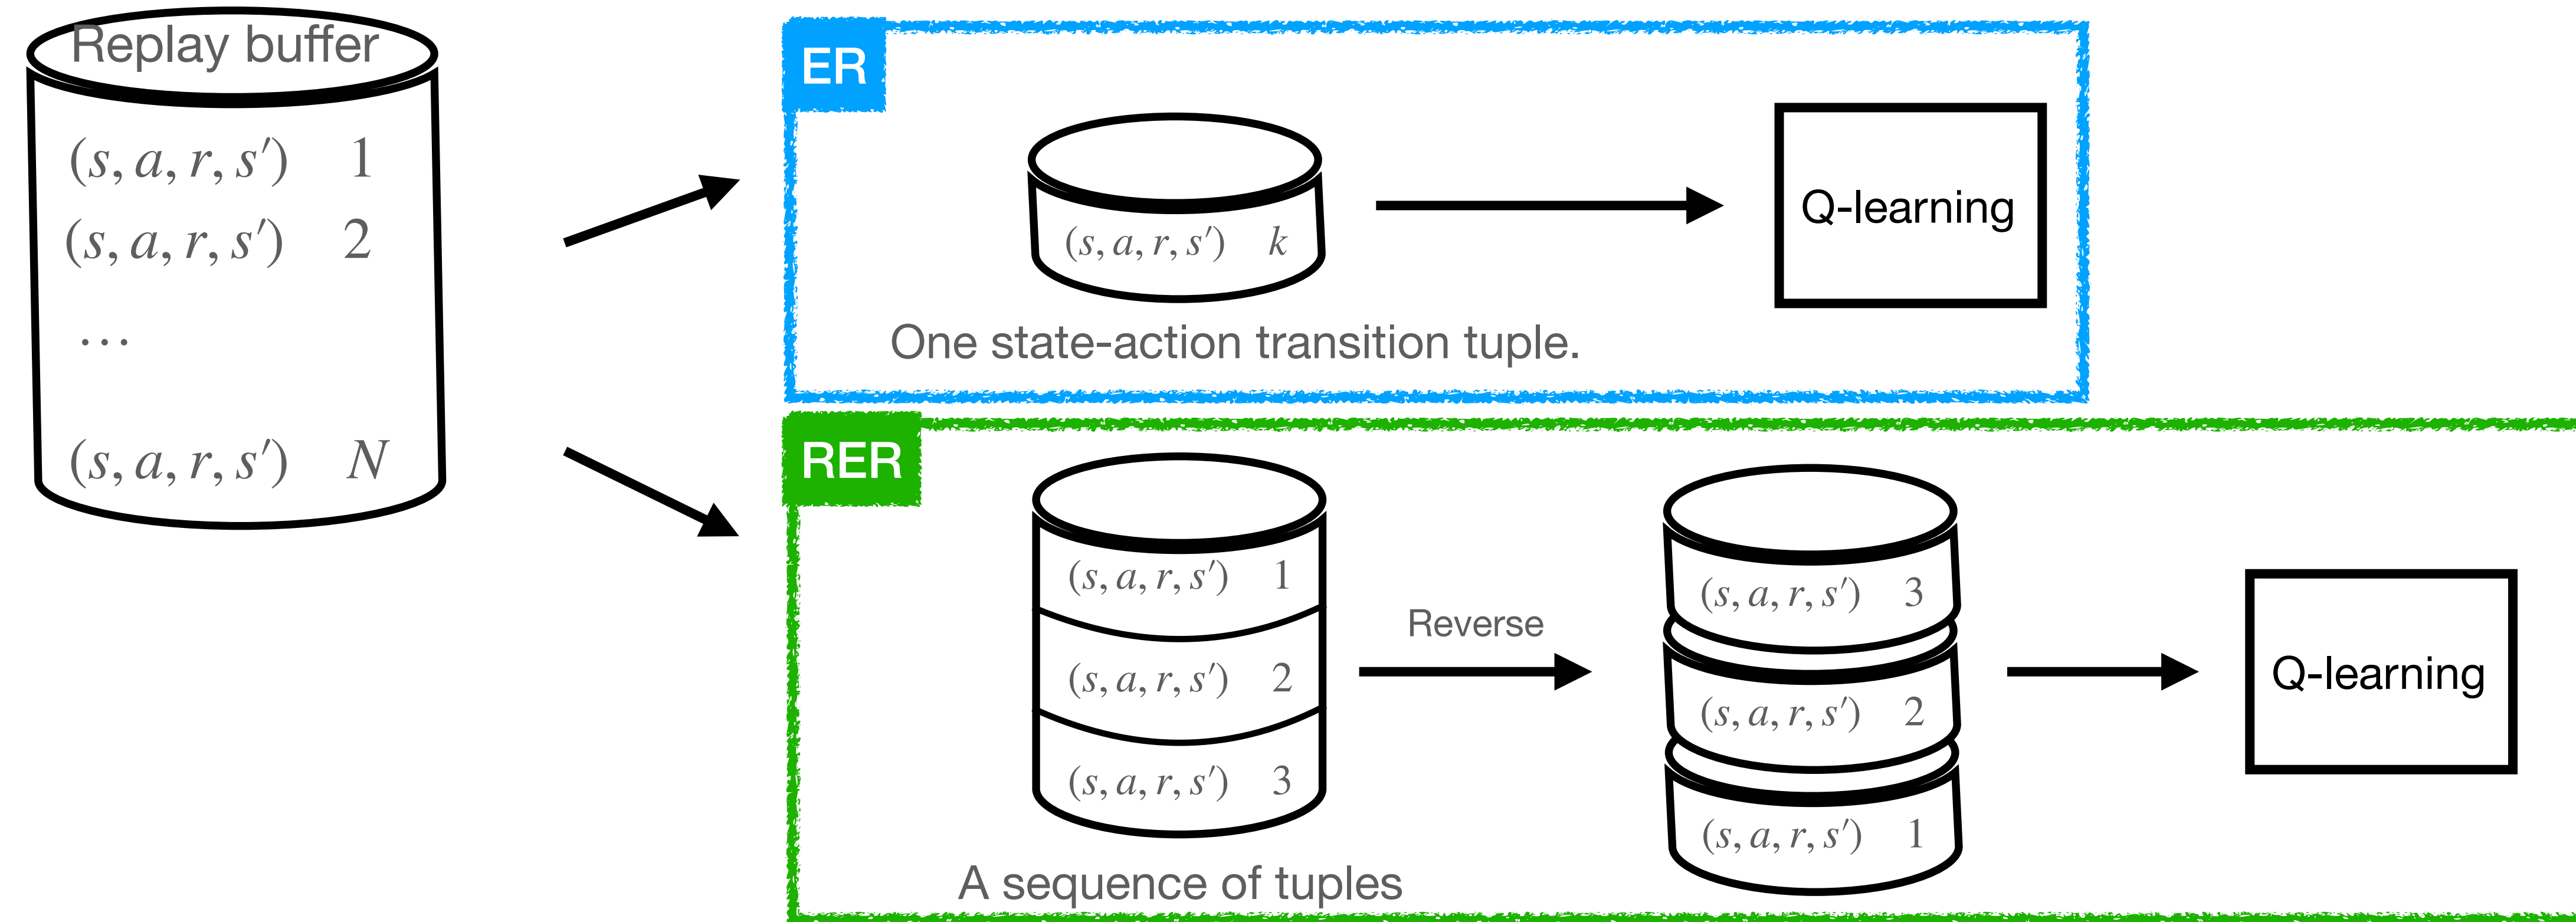 Replay buffer
(s, a, r, s′) 1
(s, a, r, s′) 2
...
(s, a, r, s′) N
ER
(s, a, r, s′) k
Q-learning
One state-action transition tuple.
RER
(s, a, r, s′) 1
(s, a, r, s′) 2
(s, a, r, s′) 3
A sequence of tuples
Reverse
(s, a, r, s′) 3
(s, a, r, s′) 2
(s, a, r, s′) 1
Q-learning